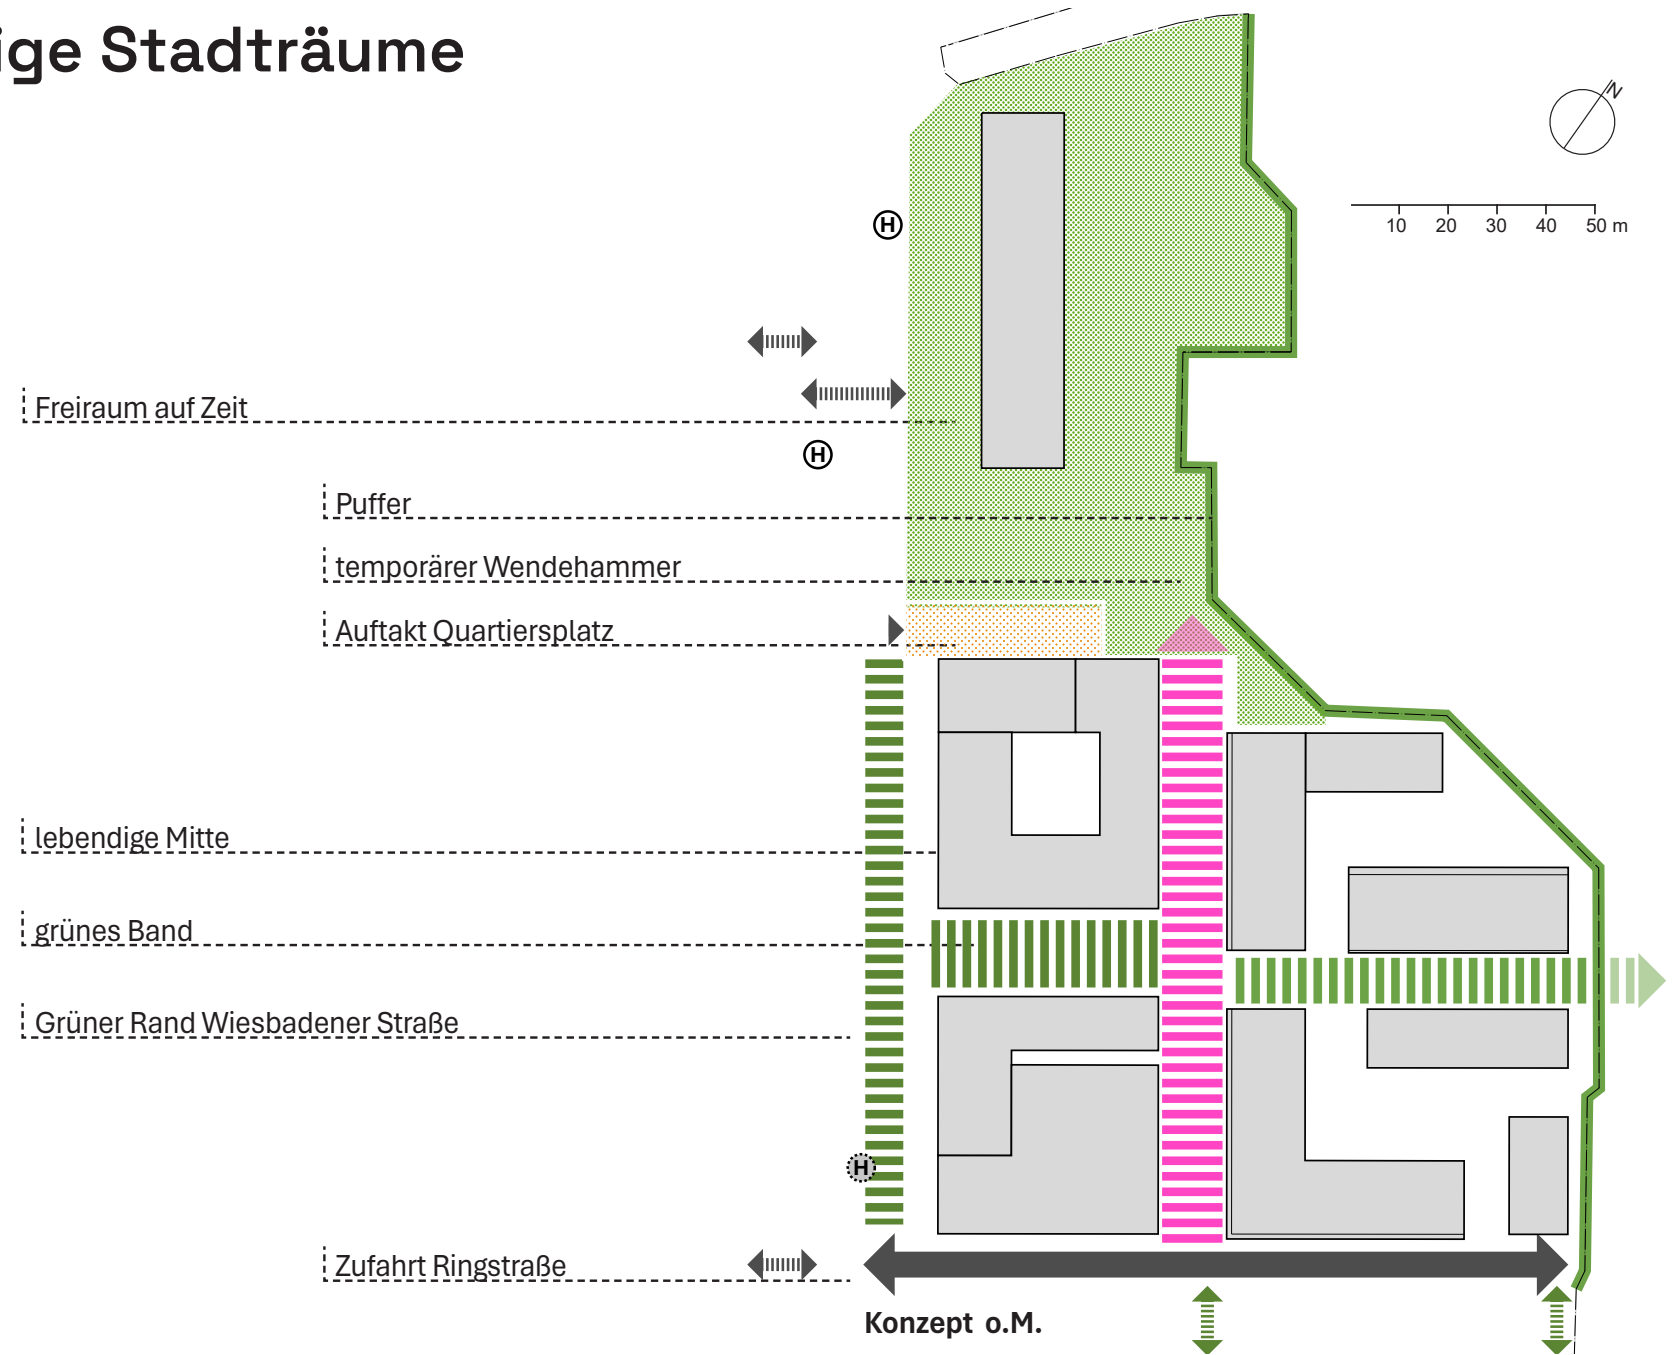 ige Stadträume
N
10 20 30 40 50 m
H
Freiraum auf Zeit
H
Puffer
temporärer Wendehammer
Auftakt Quartiersplatz
lebendige Mitte
grünes Band
Grüner Rand Wiesbadener Straße
H
Zufahrt Ringstraße
Konzept o.M.